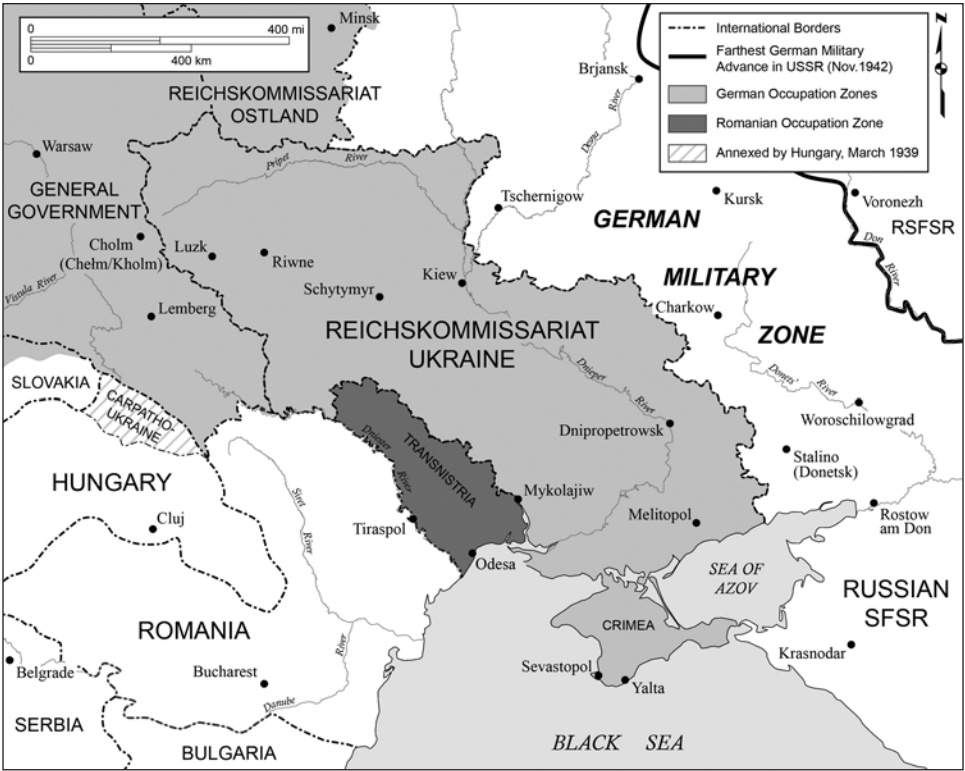 0 400 mi
0 400 km
International Borders
Farthest German Military
Advance in USSR (Nov.1942)
German Occupation Zones
Romanian Occupation Zone
Annexed by Hungary, March 1939
N
Minsk
REICHSKOMMISSARIAT
OSTLAND
Brjansk
Desna
River
Warsaw
Pripet
River
Tschernigow
Kursk
Voronezh
RSFSR
GENERAL
GOVERNMENT
GERMAN
MILITARY
ZONE
Don
River
Cholm
(Chełm/Kholm)
Luzk
Riwne
Kiew
Schytymyr
Vistula River
Lemberg
Charkow
REICHSKOMMISSARIAT
UKRAINE
Dnieper
River
Donets'
River
SLOVAKIA
CARPATHO-
UKRAINE
Woroschilowgrad
Dnipropetrowsk
Stalino
(Donetsk)
TRANSNISTRIA
Dniester
River
HUNGARY
Siret
River
Mykolajiw
Melitopol
Rostow
am Don
Cluj
Tiraspol
Odesa
SEA OF
AZOV
RUSSIAN
SFSR
CRIMEA
ROMANIA
River
Krasnodar
Belgrade
Bucharest
Sevastopol
Yalta
Danube
SERBIA
BULGARIA
BLACK SEA